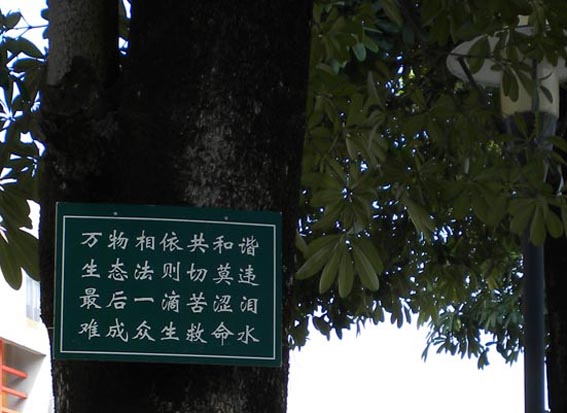 万物相依共和谐
生态法则切莫违
最后一滴苦涩泪
难成众生救命水